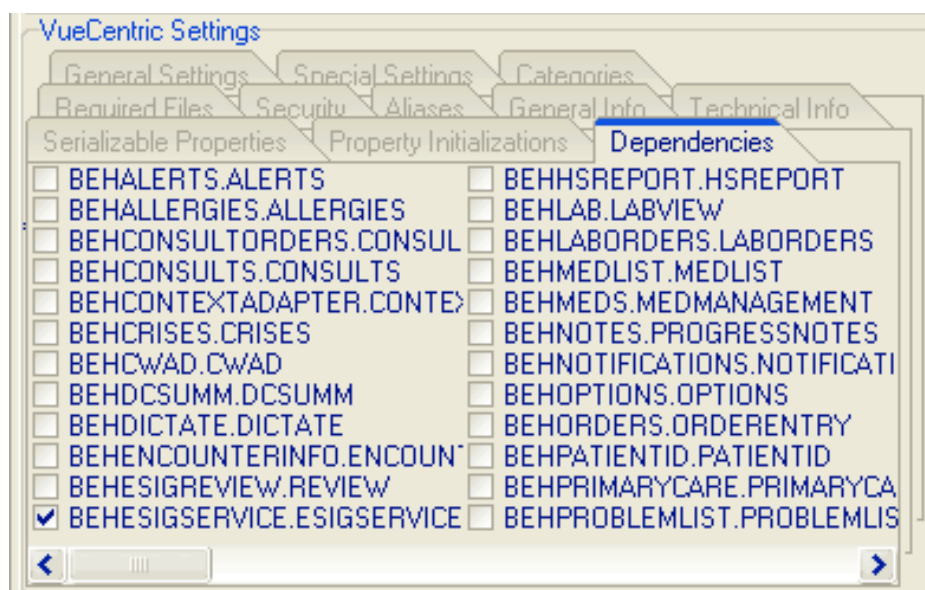 VueCentric Settings
General Settings Special Settings Categories
Required Files Security Aliases General Info Technical Info
Serializable Properties Property Initializations Dependencies
BEHALERTS.ALERTS BEHHSREPORT.HSREPORT
BEHALLERGIES.ALLERGIES BEHLAB.LABVIEW
BEHCONSULTORDERS.CONSUL BEHLABORDERS.LABORDERS
BEHCONSULTS.CONSULTS BEHMEDLIST.MEDLIST
BEHCONTEXTADAPTER.CONTEX BEHMEDS.MEDMANAGEMENT
BEHCRISES.CRISES BEHNOTES.PROGRESSNOTES
BEHCWAD.CWAD BEHNOTIFICATIONS.NOTIFICATI
BEHDCSUMM.DCSUMM BEHOPTIONS.OPTIONS
BEHDICTATE.DICTATE BEHORDERS.ORDERENTRY
BEHENCOUNTERINFO.ENCOUNT BEHPATIENTID.PATIENTID
BEHESIGREVIEW.REVIEW BEHPRIMARYCARE.PRIMARYCA
BEHESIGSERVICE.ESIGSERVICE BEHPROBLEMLIST.PROBLEMLIS